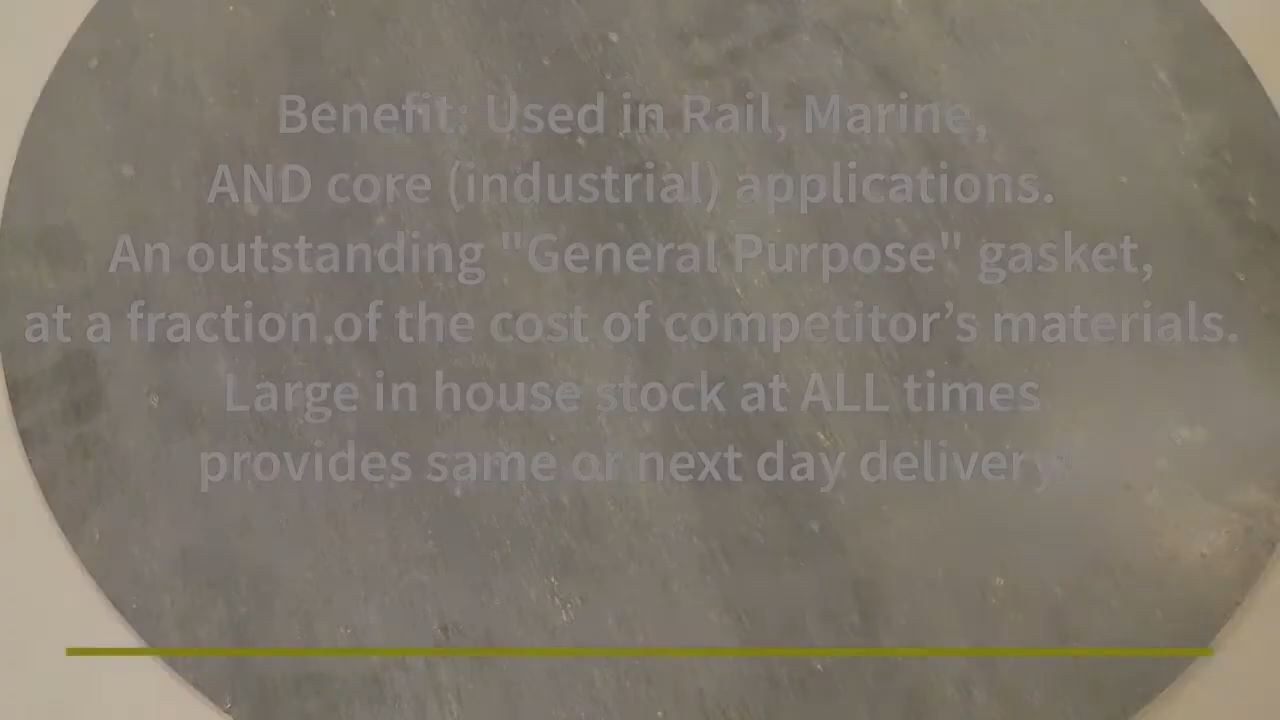 Benefit: Used in Rail, Marine,
AND core (industrial) applications.
An outstanding "General Purpose" gasket,
at a fraction of the cost of competitor’s materials.
Large in house stock at ALL times
provides same or next day delivery!